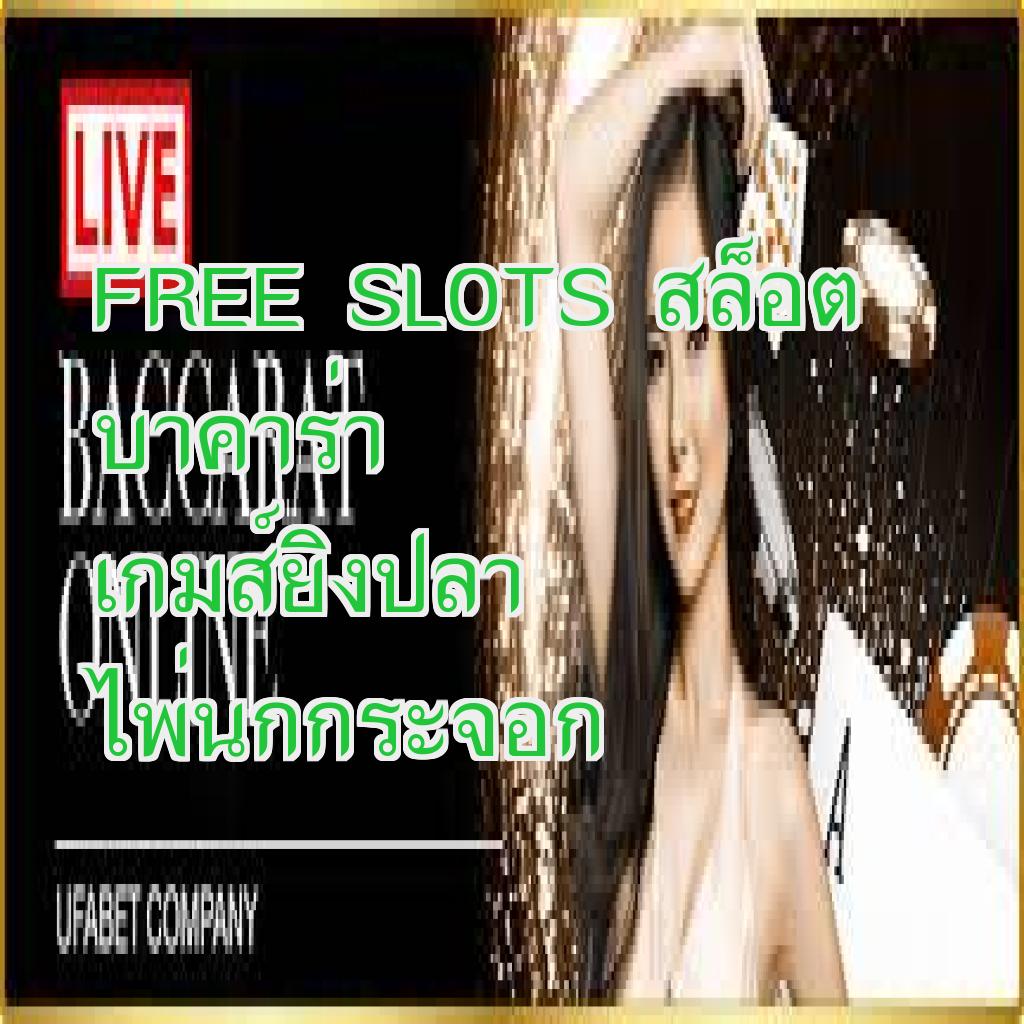 LIVE
FREE SLOTS สล็อต
BACCARAT
บาคาร่า
ONLINE
เกมส์ยิงปลา
ไพ่นกกระจอก
UFABET COMPANY
A